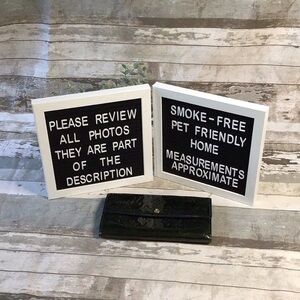 PLEASE REVIEW
ALL PHOTOS
THEY ARE PART
OF THE
DESCRIPTION
SMOKE-FREE
PET FRIENDLY
HOME
MEASUREMENTS
APPROXIMATE